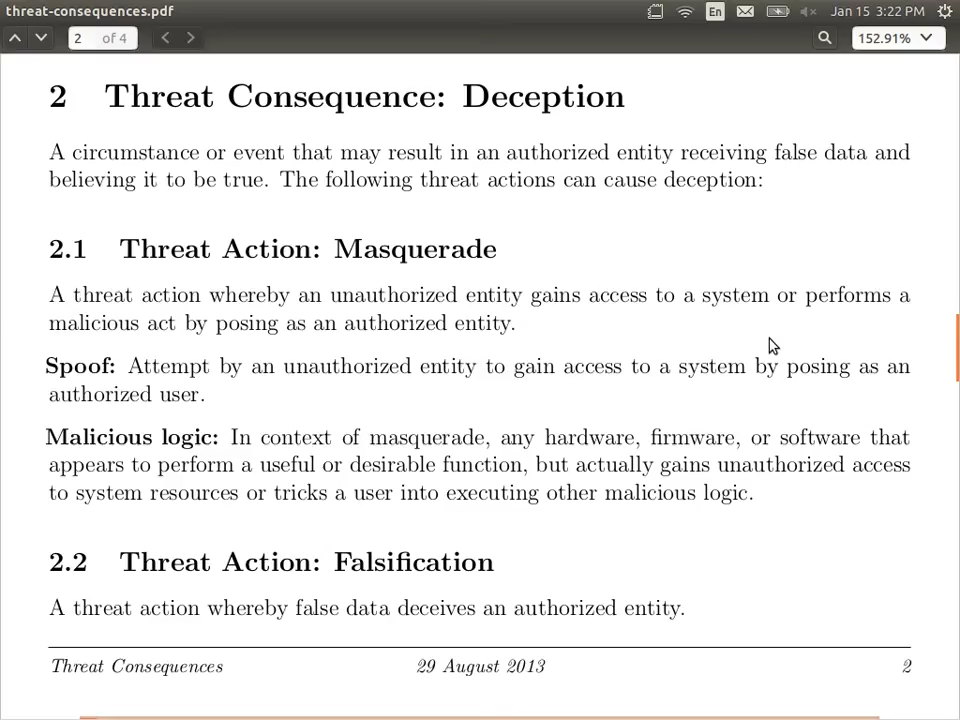 threat-consequences.pdf
En
Jan 15 3:22 PM
2 of 4
152.91%
2 Threat Consequence: Deception
A circumstance or event that may result in an authorized entity receiving false data and
believing it to be true. The following threat actions can cause deception:
2.1 Threat Action: Masquerade
A threat action whereby an unauthorized entity gains access to a system or performs a
malicious act by posing as an authorized entity.
Spoof: Attempt by an unauthorized entity to gain access to a system by posing as an
authorized user.
Malicious logic: In context of masquerade, any hardware, firmware, or software that
appears to perform a useful or desirable function, but actually gains unauthorized access
to system resources or tricks a user into executing other malicious logic.
2.2 Threat Action: Falsification
A threat action whereby false data deceives an authorized entity.
Threat Consequences 29 August 2013 2